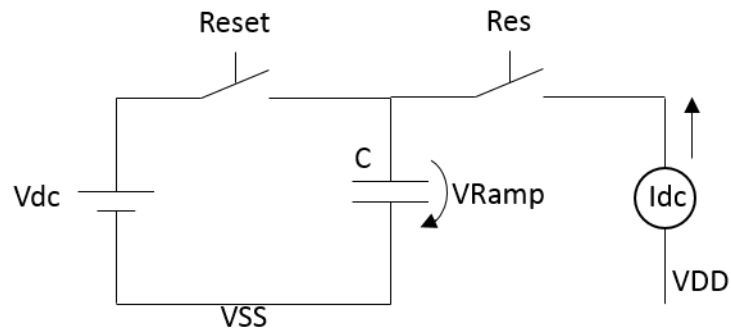 Reset
Res
C
Vdc
VRamp
Idc
VDD
VSS